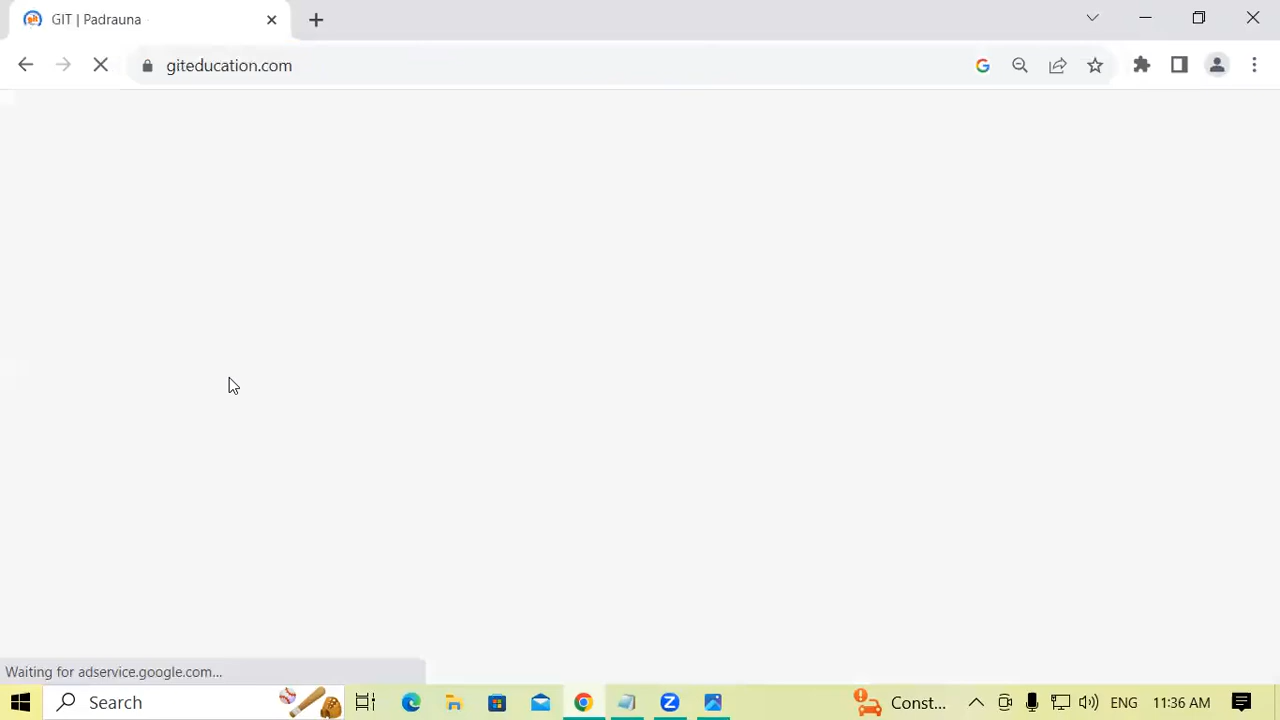 GIT | Padrauna
giteducation.com
Waiting for adservice.google.com...
Search
Const...
ENG
11:36 AM